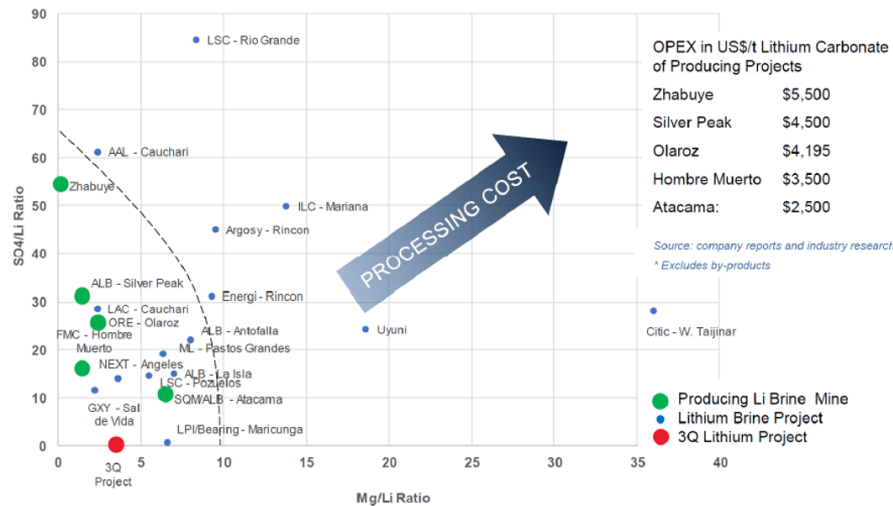 90
80
70
60
50
40
30
20
10
0
SO4/Li Ratio
0
5
10
15
20
25
30
35
40
Mg/Li Ratio
LSC - Rio Grande
AAL - Cauchari
Zhabuye
ILC - Mariana
Argosy - Rincon
ALB - Silver Peak
Energi - Rincon
LAC - Cauchari
ORE - Olaroz
FMC - Hombre
Muerto
ALB - Antofalla
ML - Pastos Grandes
NEXT - Angeles
ALB - La Isla
LSC - Pozuelos
SQM/ALB - Atacama
GXY - Sal
de Vida
LPI/Bearing - Maricunga
3Q
Project
Uyuni
Citic - W. Taijinar
PROCESSING COST
OPEX in US$/t Lithium Carbonate
of Producing Projects
Zhabuye $5,500
Silver Peak $4,500
Olaroz $4,195
Hombre Muerto $3,500
Atacama: $2,500
Source: company reports and industry research
* Excludes by-products
Producing Li Brine Mine
Lithium Brine Project
3Q Lithium Project